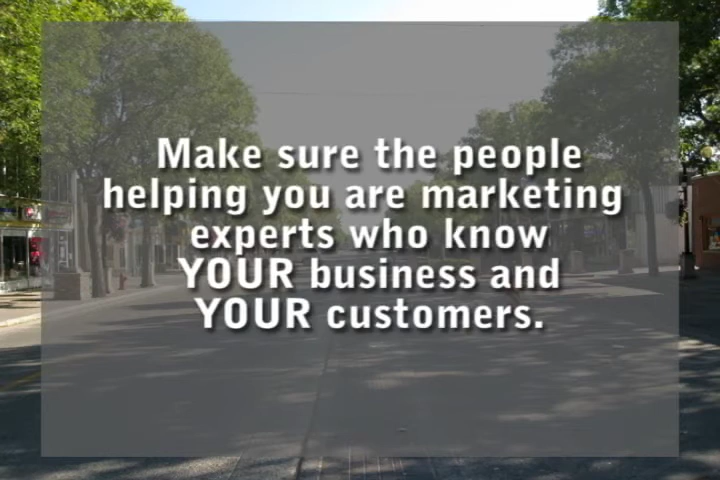 Make sure the people
helping you are marketing
experts who know
YOUR business and
YOUR customers.